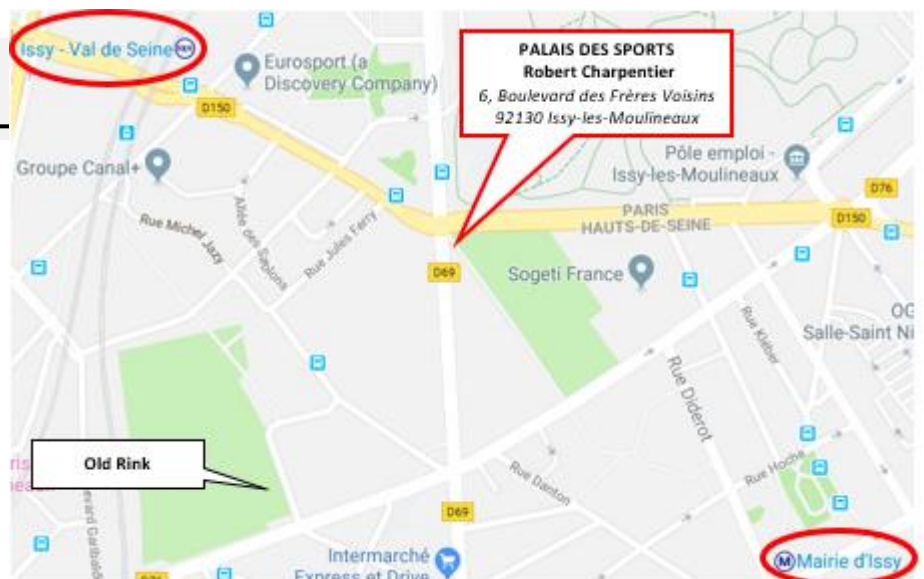 Issy - Val de Seine
RER
Eurosport (a
Discovery Company)
PALAIS DES SPORTS
Robert Charpentier
6, Boulevard des Frères Voisins
92130 Issy-les-Moulineaux
D150
Groupe Canal+
Pôle emploi -
Issy-les-Moulineaux
D76
PARIS
HAUTS-DE-SEINE
D150
Allée des Reglons
Rue Jules Ferry
Rue Michel Jazy
D69
Sogeti France
OG
Salle-Saint Ni
Rue Kléber
Rue Diderot
Old Rink
Rue Hoche
Rue Danton
D69
Intermarché
Express et Drive
M
Mairie d'Issy